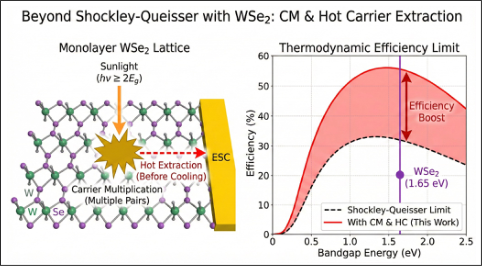 Beyond Shockley-Queisser with WSe₂: CM & Hot Carrier Extraction
Monolayer WSe₂ Lattice
Sunlight
(hν ≥ 2Eg)
Hot Extraction
(Before Cooling)
ESC
Carrier Multiplication
(Multiple Pairs)
W
W
Se
Thermodynamic Efficiency Limit
Efficiency (%)
60
50
40
30
20
10
0
Efficiency
Boost
WSe₂
(1.65 eV)
Shockley-Queisser Limit
With CM & HC (This Work)
0 0.5 1.0 1.5 2.0 2.5
Bandgap Energy (eV)